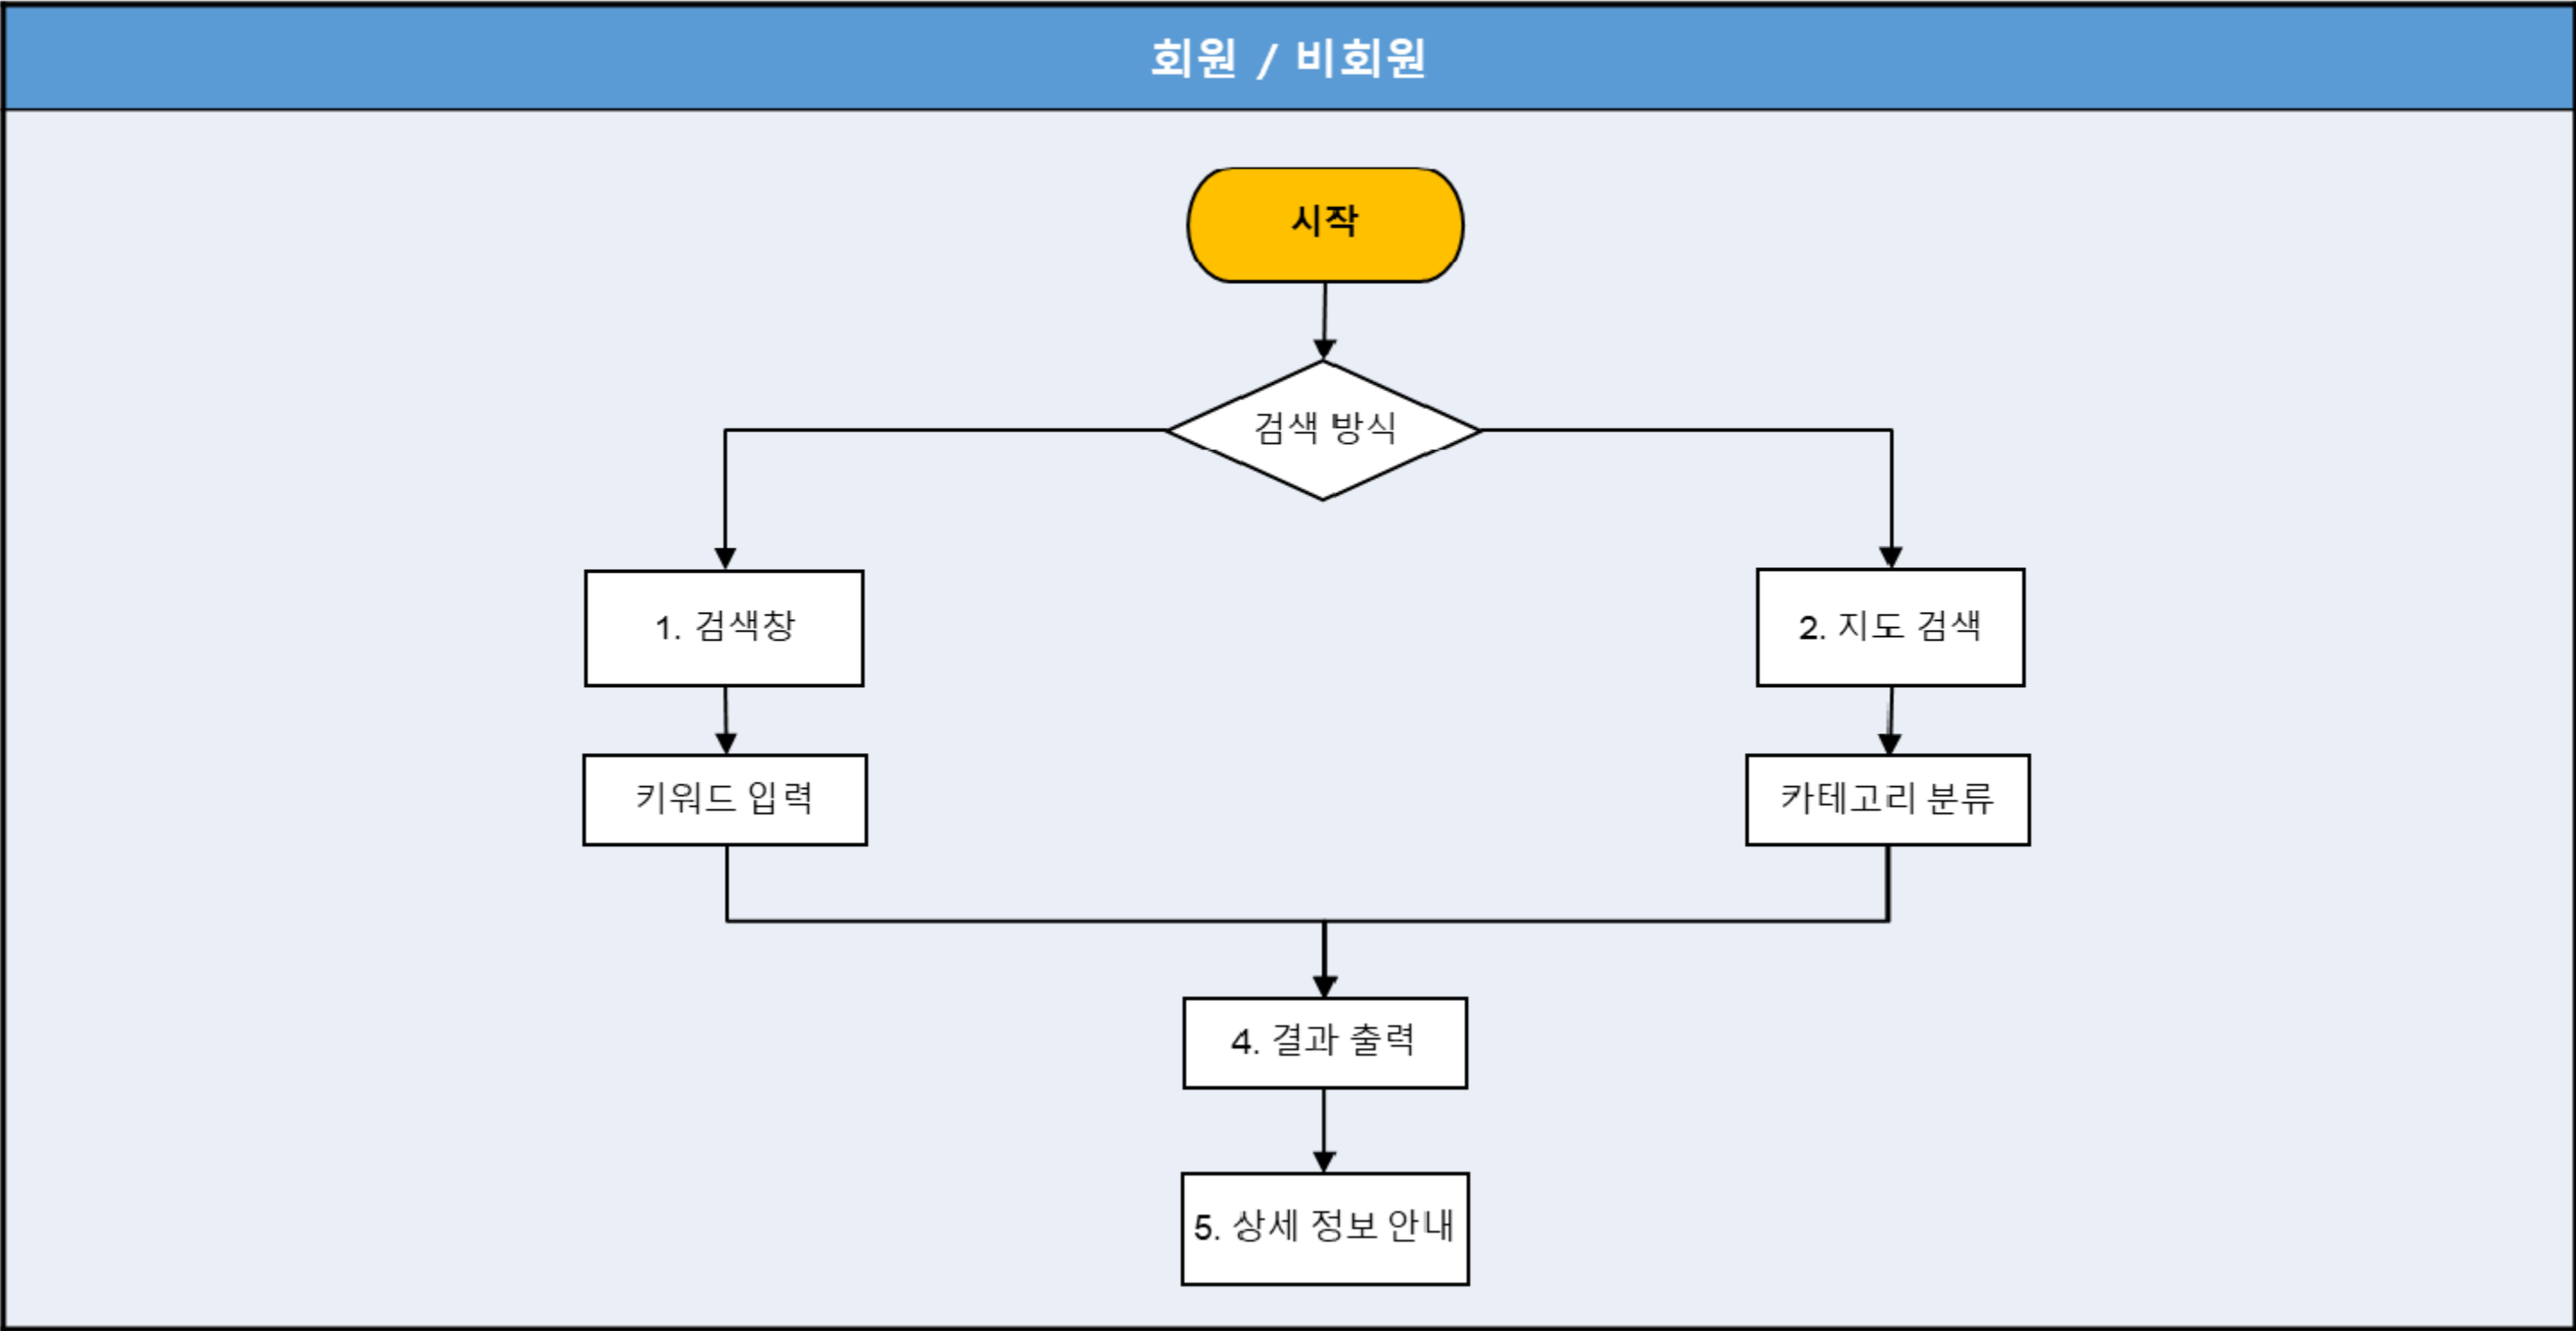 회원 / 비회원
시작
검색 방식
1. 검색창
2. 지도 검색
키워드 입력
카테고리 분류
4. 결과 출력
5. 상세 정보 안내